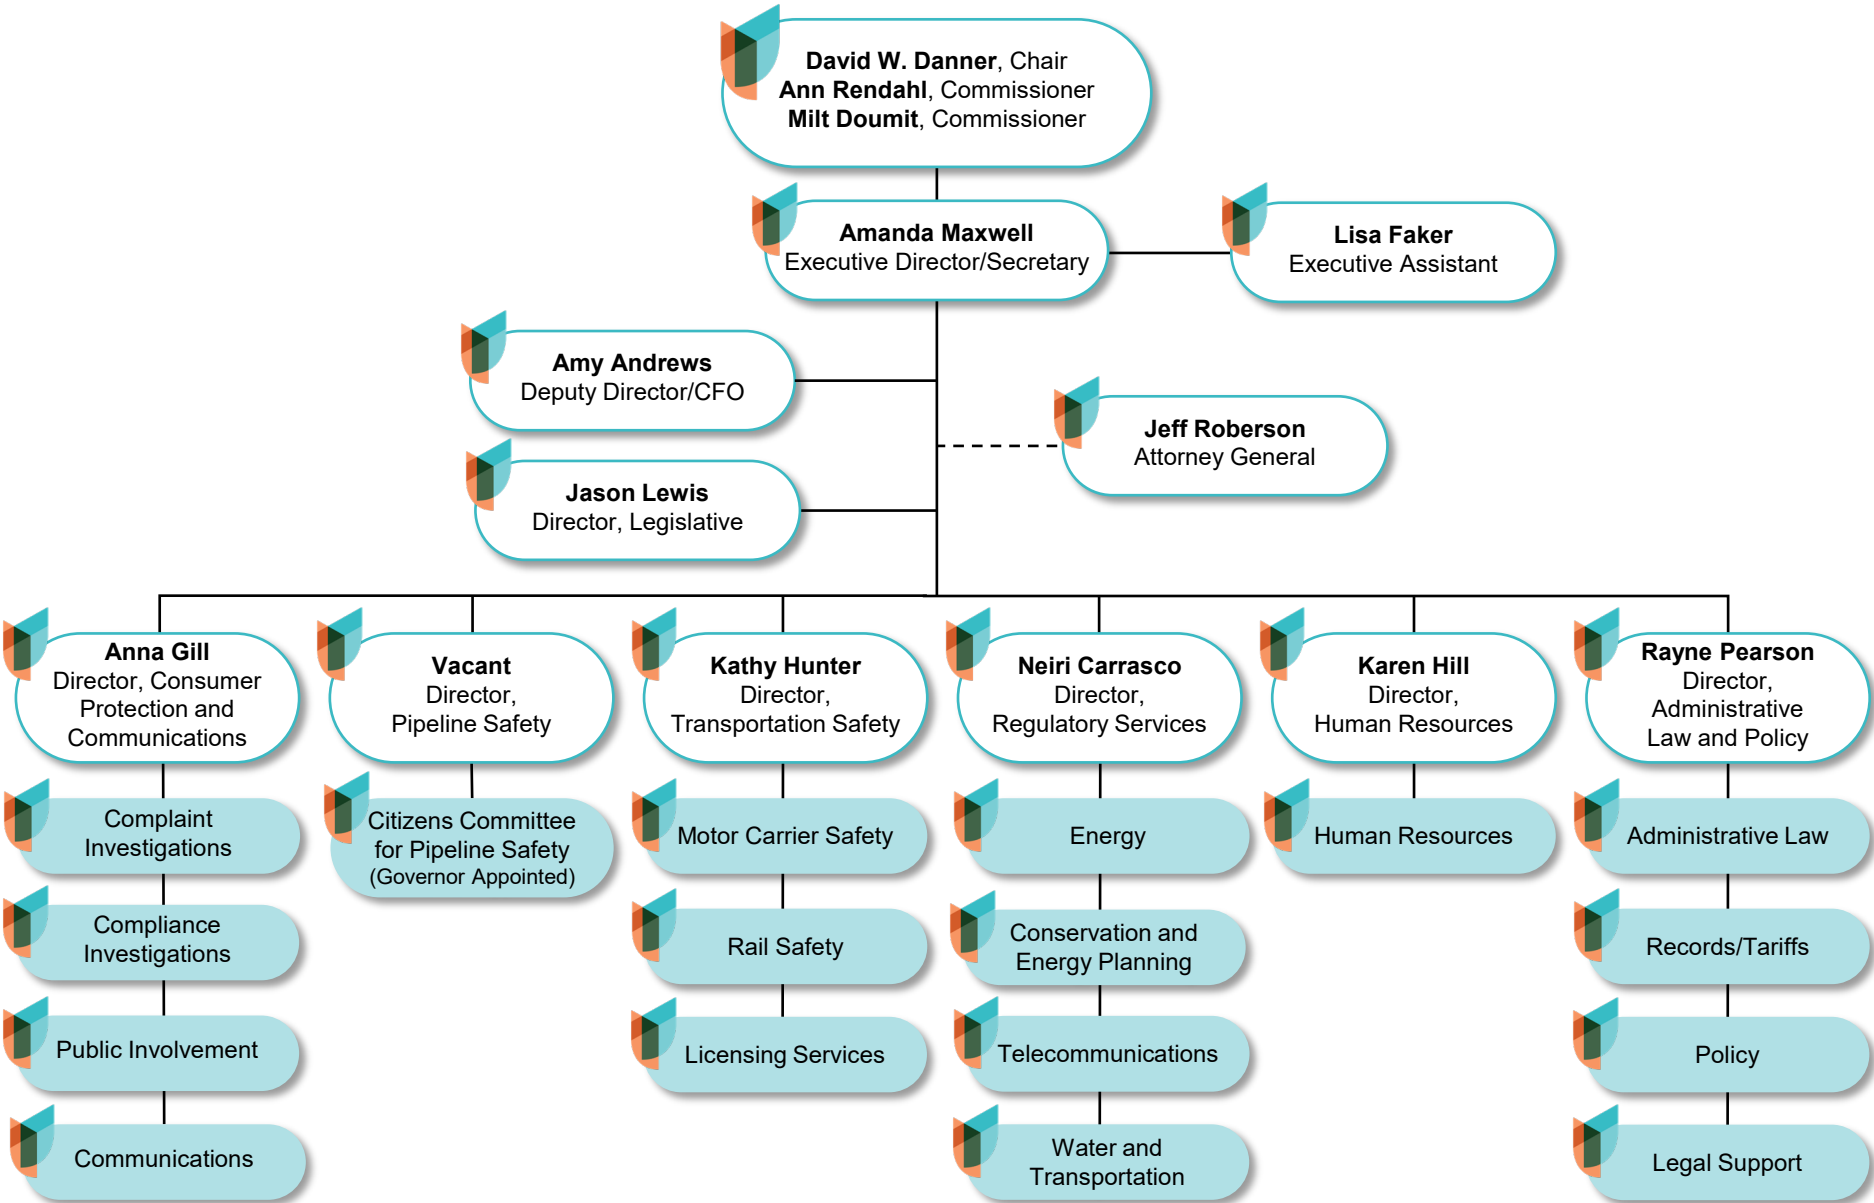 David W. Danner, Chair
Ann Rendahl, Commissioner
Milt Doumit, Commissioner
Amanda Maxwell
Executive Director/Secretary
Lisa Faker
Executive Assistant
Amy Andrews
Deputy Director/CFO
Jeff Roberson
Attorney General
Jason Lewis
Director, Legislative
Anna Gill
Director, Consumer
Protection and
Communications
Vacant
Director,
Pipeline Safety
Kathy Hunter
Director,
Transportation Safety
Neiri Carrasco
Director,
Regulatory Services
Karen Hill
Director,
Human Resources
Rayne Pearson
Director,
Administrative
Law and Policy
Complaint
Investigations
Compliance
Investigations
Public Involvement
Communications
Citizens Committee
for Pipeline Safety
(Governor Appointed)
Motor Carrier Safety
Rail Safety
Licensing Services
Energy
Conservation and
Energy Planning
Telecommunications
Water and
Transportation
Human Resources
Administrative Law
Records/Tariffs
Policy
Legal Support